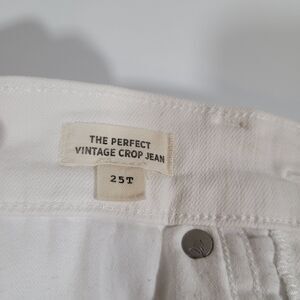 THE PERFECT
VINTAGE CROP JEAN
25T